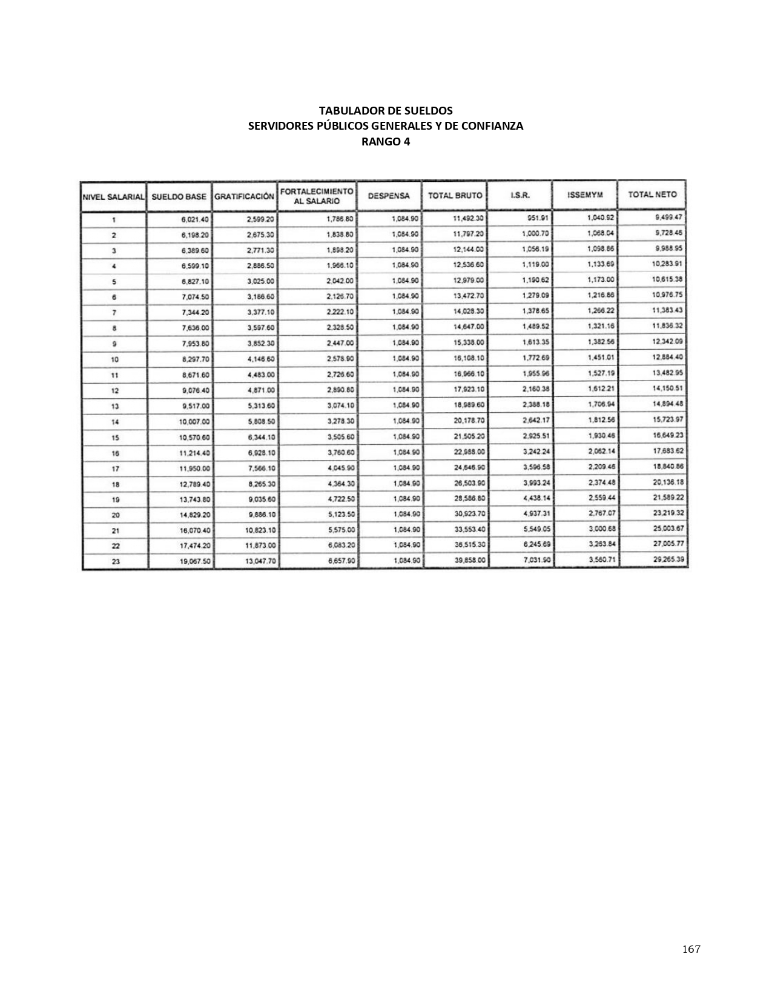 TABULADOR DE SUELDOS
SERVIDORES PÚBLICOS GENERALES Y DE CONFIANZA
RANGO 4
NIVEL SALARIAL SUELDO BASE GRATIFICACIÓN FORTALECIMIENTO AL SALARIO DESPENSA TOTAL BRUTO I.S.R. ISSEMYM TOTAL NETO
1 6,021.40 2,599.20 1,786.80 1,084.90 11,492.30 951.91 1,040.92 9,499.47
2 6,198.20 2,675.30 1,838.80 1,084.90 11,797.20 1,000.70 1,068.04 9,728.46
3 6,389.60 2,771.30 1,898.20 1,084.90 12,144.00 1,056.19 1,098.86 9,988.95
4 6,599.10 2,886.50 1,966.10 1,084.90 12,536.60 1,119.00 1,133.69 10,283.91
5 6,827.10 3,025.00 2,042.00 1,084.90 12,979.00 1,190.62 1,173.00 10,615.38
6 7,074.50 3,186.60 2,126.70 1,084.90 13,472.70 1,279.09 1,216.86 10,976.75
7 7,344.20 3,377.10 2,222.10 1,084.90 14,028.30 1,378.65 1,266.22 11,383.43
8 7,636.00 3,597.60 2,328.50 1,084.90 14,647.00 1,489.52 1,321.16 11,836.32
9 7,953.80 3,852.30 2,447.00 1,084.90 15,338.00 1,613.35 1,382.56 12,342.09
10 8,297.70 4,146.60 2,578.90 1,084.90 16,108.10 1,772.69 1,451.01 12,884.40
11 8,671.60 4,483.00 2,726.60 1,084.90 16,966.10 1,955.96 1,527.19 13,482.95
12 9,076.40 4,871.00 2,890.80 1,084.90 17,923.10 2,160.38 1,612.21 14,150.51
13 9,517.00 5,313.60 3,074.10 1,084.90 18,989.60 2,388.18 1,706.94 14,894.48
14 10,007.00 5,808.50 3,278.30 1,084.90 20,178.70 2,642.17 1,812.56 15,723.97
15 10,570.60 6,344.10 3,505.60 1,084.90 21,505.20 2,925.51 1,930.46 16,649.23
16 11,214.40 6,928.10 3,760.60 1,084.90 22,988.00 3,242.24 2,062.14 17,683.62
17 11,950.00 7,566.10 4,045.90 1,084.90 24,646.90 3,596.58 2,209.46 18,840.86
18 12,789.40 8,265.30 4,364.30 1,084.90 26,503.90 3,993.24 2,374.48 20,136.18
19 13,743.80 9,035.60 4,722.50 1,084.90 28,586.80 4,438.14 2,559.44 21,589.22
20 14,829.20 9,886.10 5,123.50 1,084.90 30,923.70 4,937.31 2,767.07 23,219.32
21 16,070.40 10,823.10 5,575.00 1,084.90 33,553.40 5,549.05 3,000.68 25,003.67
22 17,474.20 11,873.00 6,083.20 1,084.90 36,515.30 6,245.69 3,263.84 27,005.77
23 19,067.50 13,047.70 6,657.90 1,084.90 39,858.00 7,031.90 3,560.71 29,265.39
167